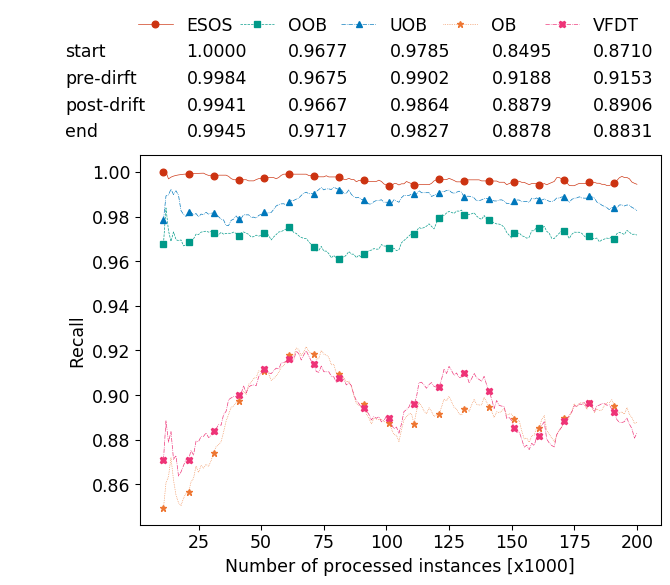 ESOS OOB UOB OB VFDT
start 1.0000 0.9677 0.9785 0.8495 0.8710
pre-dirft 0.9984 0.9675 0.9902 0.9188 0.9153
post-drift 0.9941 0.9667 0.9864 0.8879 0.8906
end 0.9945 0.9717 0.9827 0.8878 0.8831
1.00
0.98
0.96
0.94
0.92
0.90
0.88
0.86
Recall
25 50 75 100 125 150 175 200
Number of processed instances [x1000]